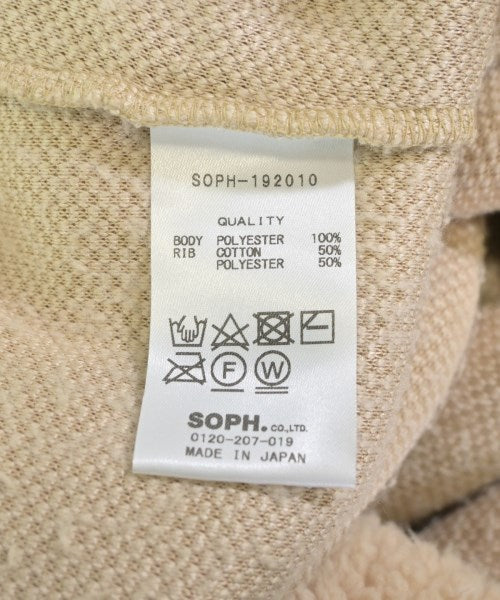 SOPH-192010
QUALITY
BODY POLYESTER 100%
RIB COTTON 50%
POLYESTER 50%
F W
SOPH. CO.,LTD.
0120-207-019
MADE IN JAPAN